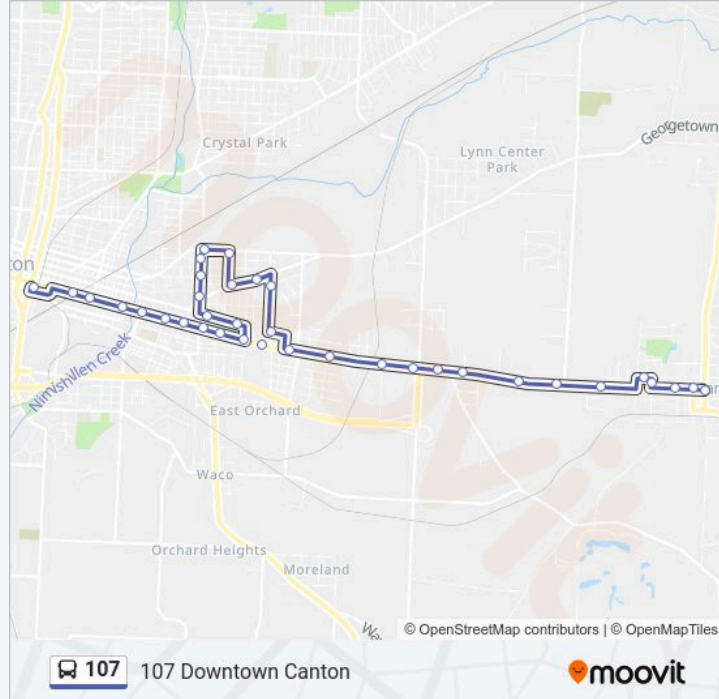 Georgetown
Crystal Park
Lynn Center
Park
ton
Nimishillen Creek
East Orchard
Waco
Orchard Heights
Moreland
© OpenStreetMap contributors | © OpenMapTiles
107 107 Downtown Canton
moovit